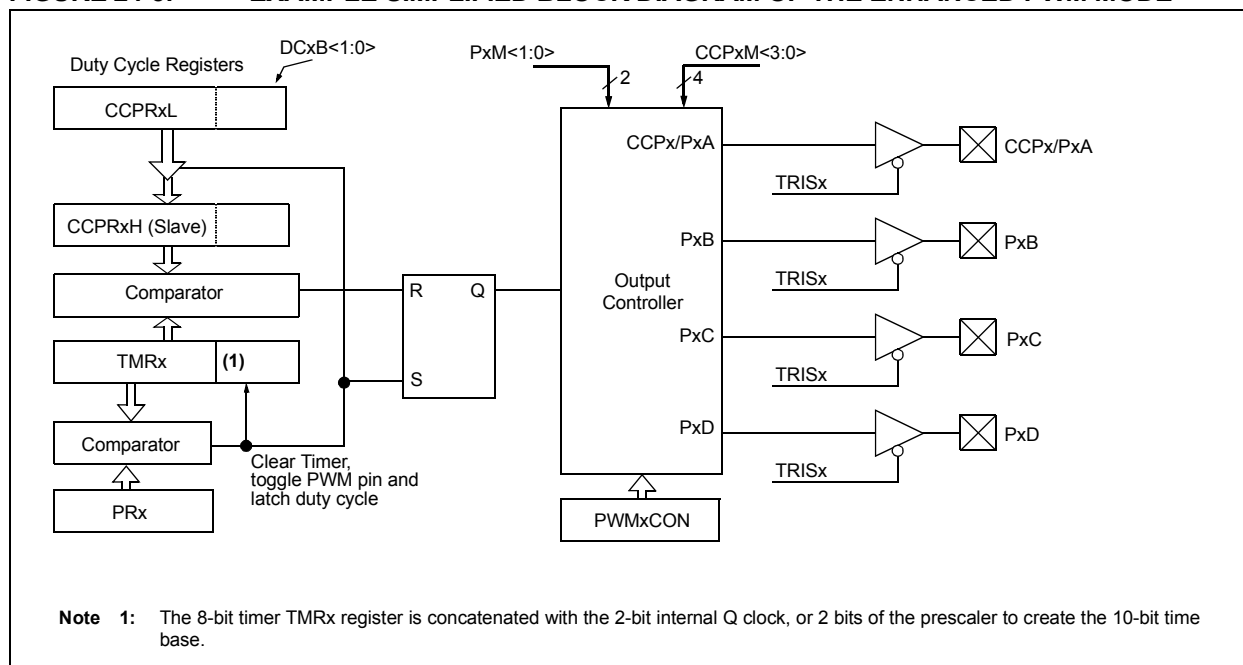 DCxB<1:0>
Duty Cycle Registers
CCPRxL
CCPRxH (Slave)
Comparator
TMRx
(1)
Comparator
PRx
Clear Timer,
toggle PWM pin and
latch duty cycle
R
Q
S
PxM<1:0>
2
CCPxM<3:0>
4
Output
Controller
CCPx/PxA
PxB
PxC
PxD
PWMxCON
TRISx
CCPx/PxA
TRISx
PxB
TRISx
PxC
TRISx
PxD
Note 1: The 8-bit timer TMRx register is concatenated with the 2-bit internal Q clock, or 2 bits of the prescaler to create the 10-bit time
base.